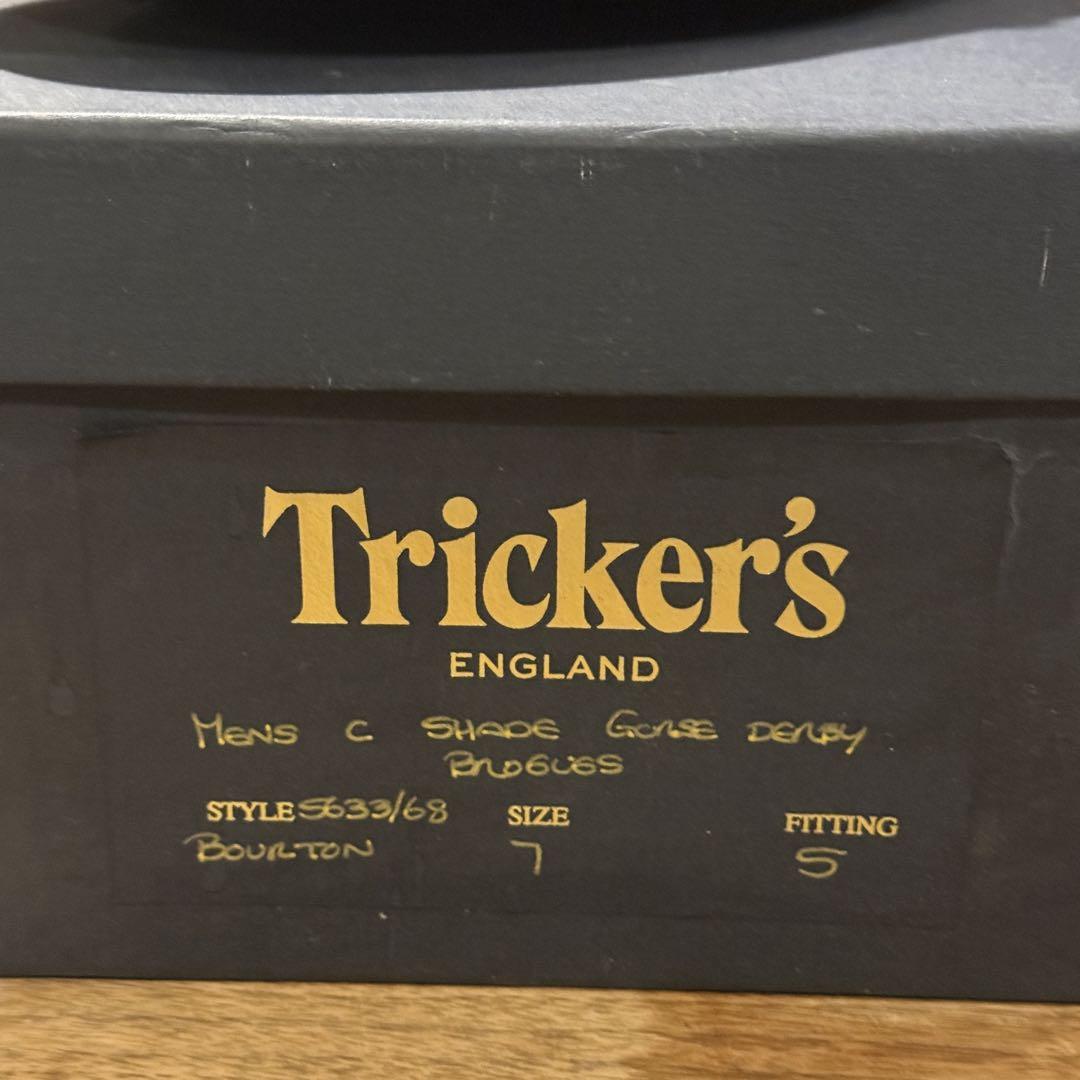 Tricker's
ENGLAND
MENS C SHADE GORSE DERBY
BROGUES
STYLE 5633/68 SIZE FITTING
BOURTON 7 5